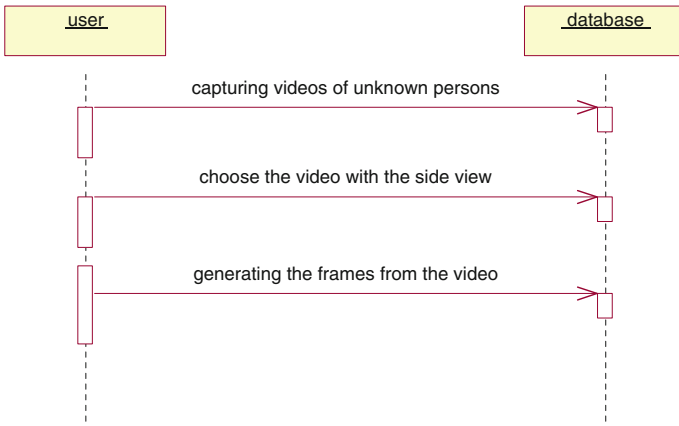 user
database
capturing videos of unknown persons
choose the video with the side view
generating the frames from the video